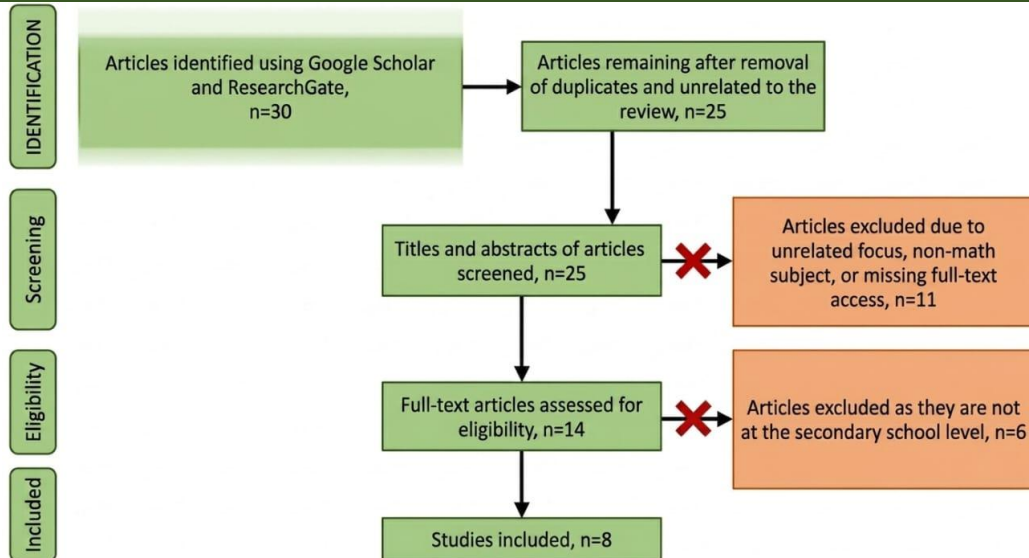 IDENTIFICATION
Articles identified using Google Scholar
and ResearchGate,
n=30
Articles remaining after removal
of duplicates and unrelated to the
review, n=25
Screening
Titles and abstracts of articles
screened, n=25
Articles excluded due to
unrelated focus, non-math
subject, or missing full-text
access, n=11
Eligibility
Full-text articles assessed for
eligibility, n=14
Articles excluded as they are not
at the secondary school level, n=6
Included
Studies included, n=8